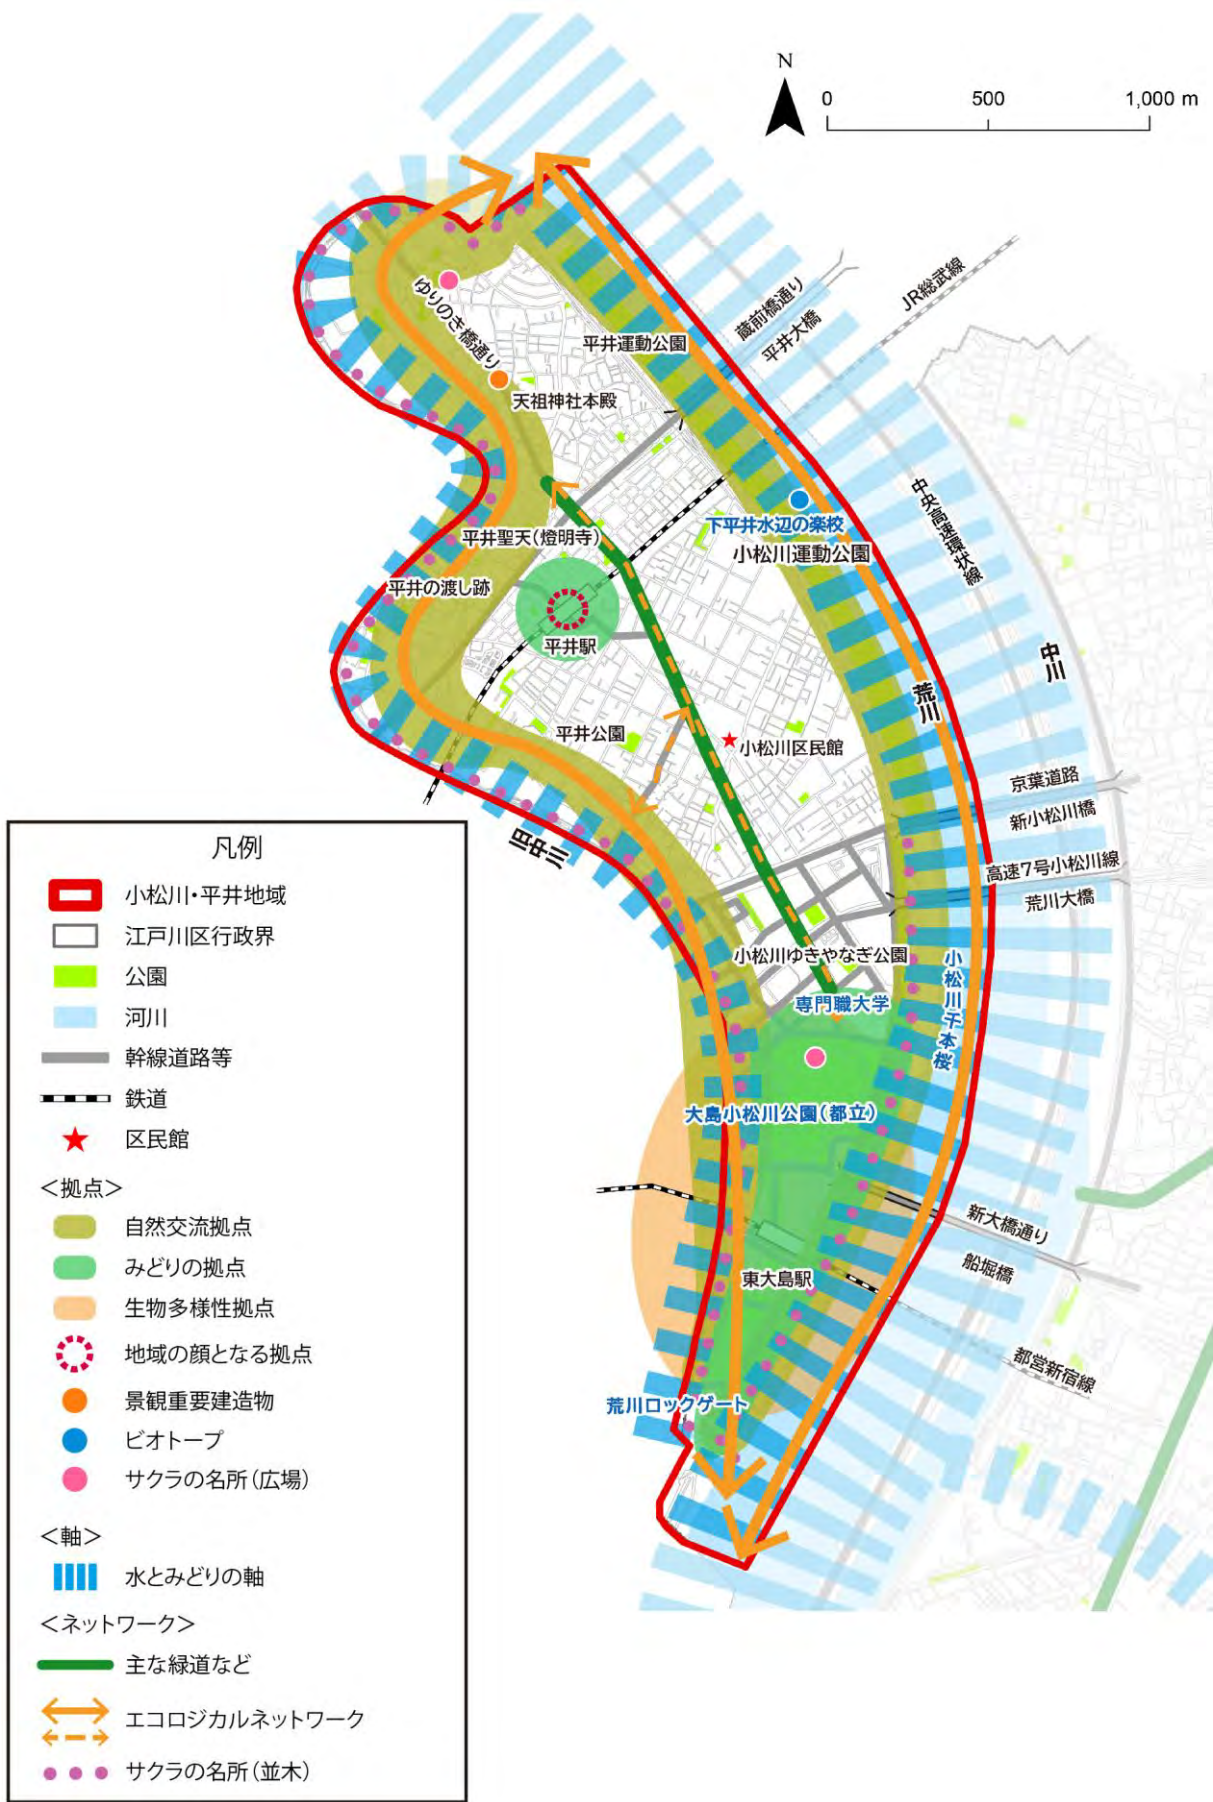 N
0 500 1,000 m
蔵前橋通り
平井大橋
JR総武線
ゆりのき橋通り
平井運動公園
天祖神社本殿
中央高速環状線
下平井水辺の楽校
平井聖天(燈明寺)
小松川運動公園
平井の渡し跡
平井駅
中川
荒川
平井公園
小松川区民館
京葉道路
新小松川橋
旧中川
高速7号小松川線
荒川大橋
小松川ゆきやなぎ公園
小松川千本桜
専門職大学
大島小松川公園(都立)
新大橋通り
船堀橋
東大島駅
都営新宿線
荒川ロックゲート
凡例
小松川・平井地域
江戸川区行政界
公園
河川
幹線道路等
鉄道
区民館
<拠点>
自然交流拠点
みどりの拠点
生物多様性拠点
地域の顔となる拠点
景観重要建造物
ビオトープ
サクラの名所(広場)
<軸>
水とみどりの軸
<ネットワーク>
主な緑道など
エコロジカルネットワーク
サクラの名所(並木)